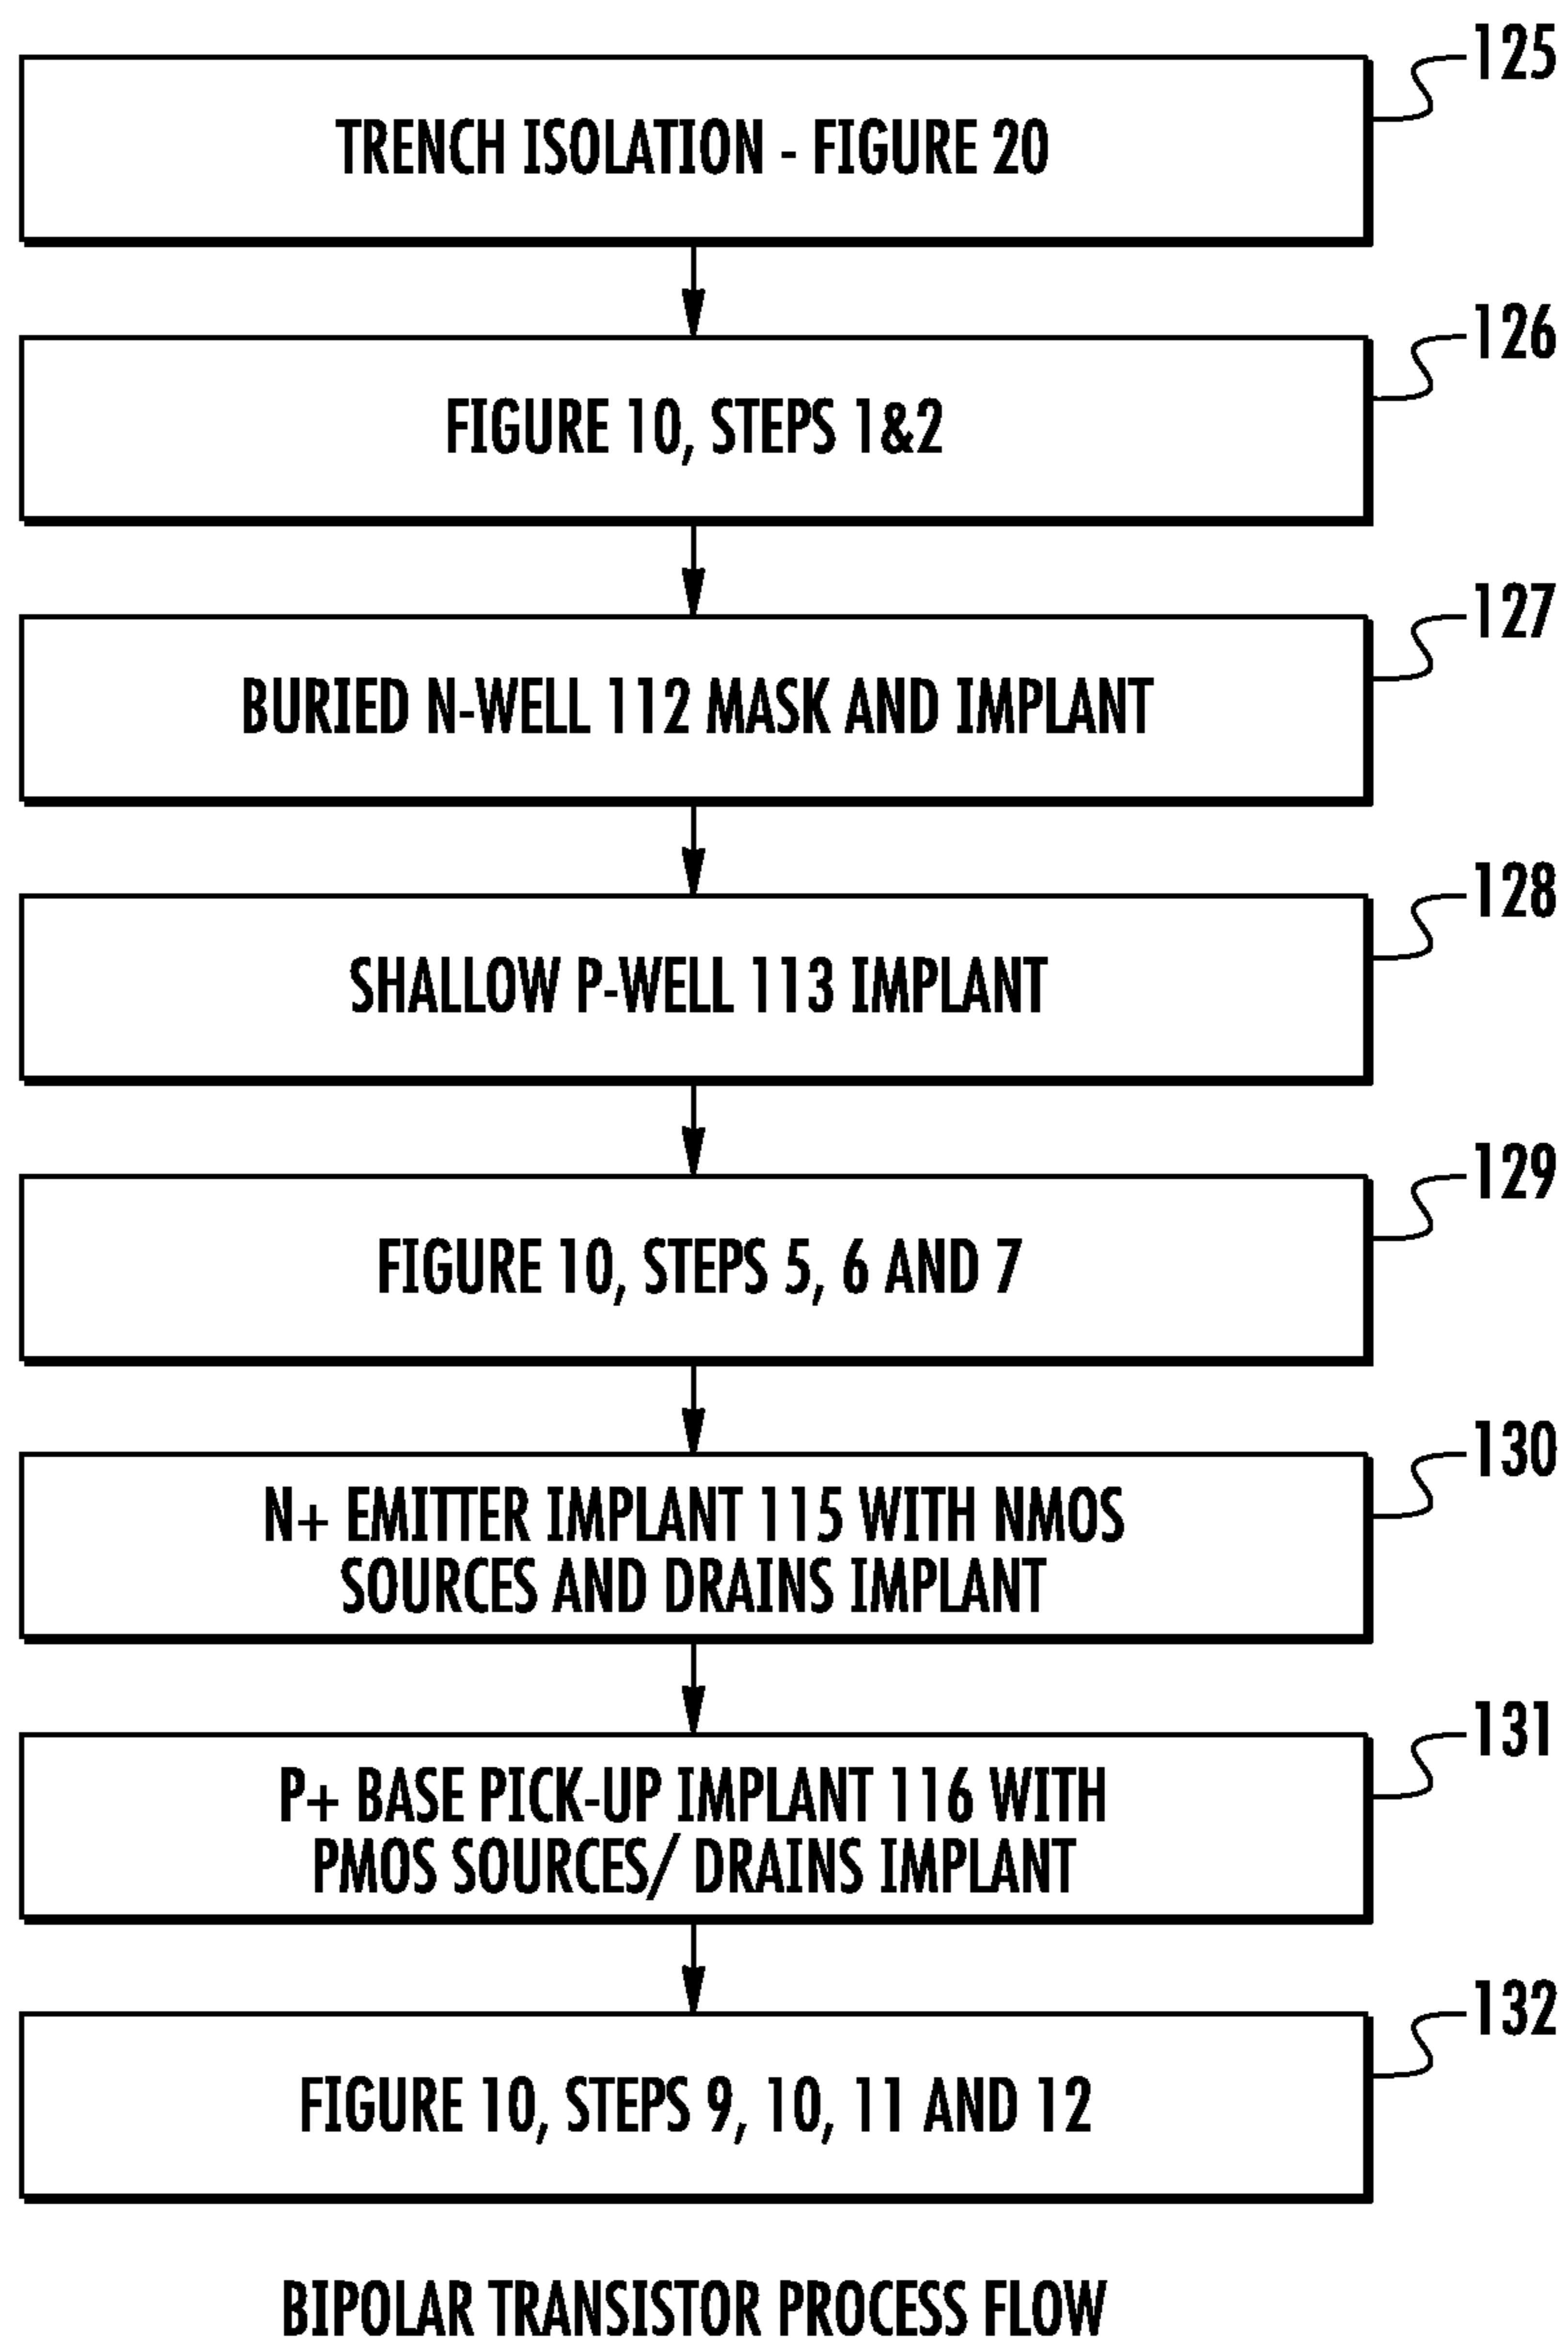 125
TRENCH ISOLATION - FIGURE 20
126
FIGURE 10, STEPS 1&2
127
BURIED N-WELL 112 MASK AND IMPLANT
128
SHALLOW P-WELL 113 IMPLANT
129
FIGURE 10, STEPS 5, 6 AND 7
130
N+ EMITTER IMPLANT 115 WITH NMOS
SOURCES AND DRAINS IMPLANT
131
P+ BASE PICK-UP IMPLANT 116 WITH
PMOS SOURCES/ DRAINS IMPLANT
132
FIGURE 10, STEPS 9, 10, 11 AND 12
BIPOLAR TRANSISTOR PROCESS FLOW